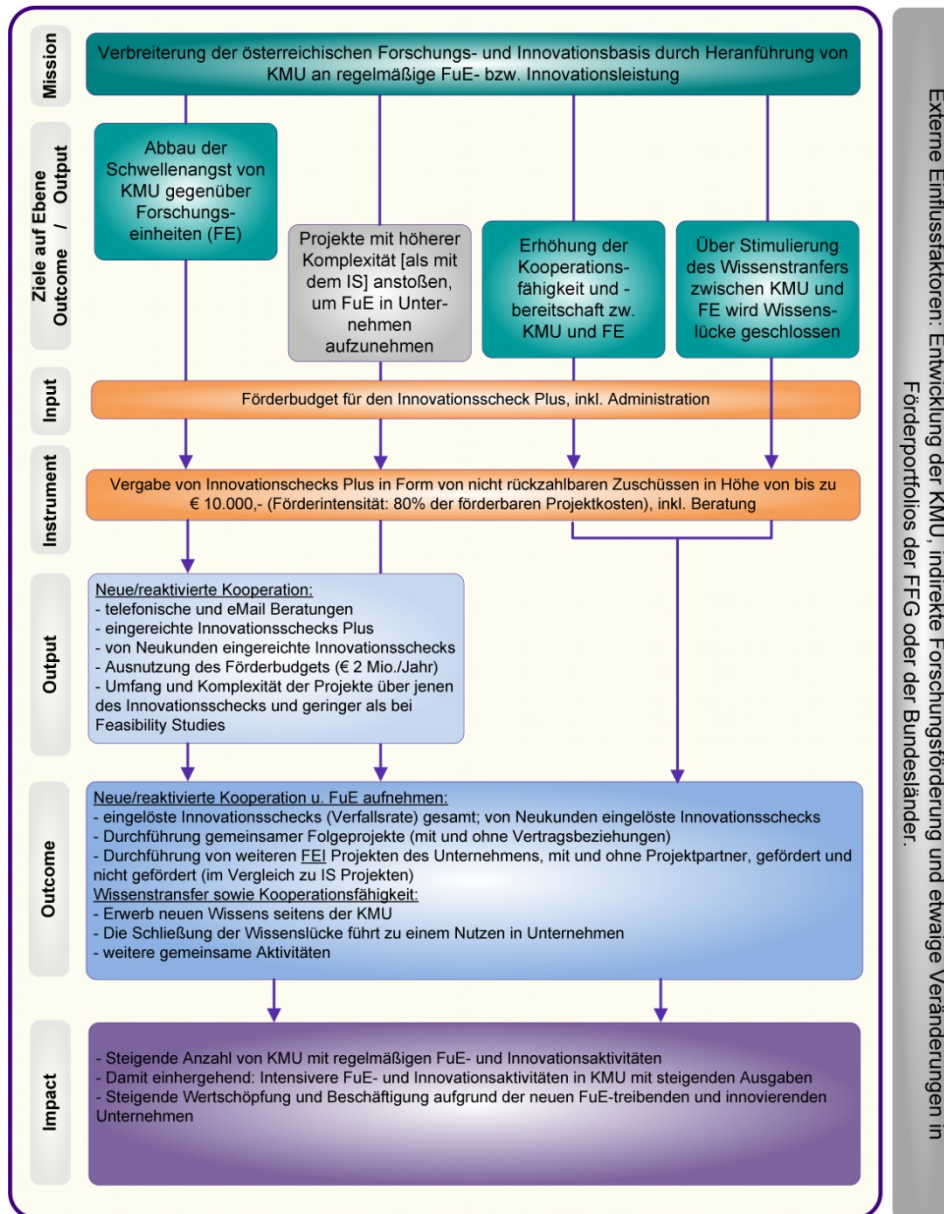 Mission
Verbreiterung der österreichischen Forschungs- und Innovationsbasis durch Heranführung von
KMU an regelmäßige FuE- bzw. Innovationsleistung
Ziele auf Ebene
Outcome / Output
Abbau der
Schwellenangst von
KMU gegenüber
Forschungs-
einheiten (FE)
Projekte mit höherer
Komplexität [als mit
dem IS] anstoßen,
um FuE in Unter-
nehmen
aufzunehmen
Erhöhung der
Kooperations-
fähigkeit und -
bereitschaft zw.
KMU und FE
Über Stimulierung
des Wissenstranfers
zwischen KMU und
FE wird Wissens-
lücke geschlossen
Input
Förderbudget für den Innovationsscheck Plus, inkl. Administration
Instrument
Vergabe von Innovationschecks Plus in Form von nicht rückzahlbaren Zuschüssen in Höhe von bis zu
€ 10.000,- (Förderintensität: 80% der förderbaren Projektkosten), inkl. Beratung
Output
Neue/reaktivierte Kooperation:
- telefonische und eMail Beratungen
- eingereichte Innovationsschecks Plus
- von Neukunden eingereichte Innovationsschecks
- Ausnutzung des Förderbudgets (€ 2 Mio./Jahr)
- Umfang und Komplexität der Projekte über jenen
des Innovationsschecks und geringer als bei
Feasibility Studies
Outcome
Neue/reaktivierte Kooperation u. FuE aufnehmen:
- eingelöste Innovationsschecks (Verfallsrate) gesamt; von Neukunden eingelöste Innovationsschecks
- Durchführung gemeinsamer Folgeprojekte (mit und ohne Vertragsbeziehungen)
- Durchführung von weiteren FEI Projekten des Unternehmens, mit und ohne Projektpartner, gefördert und
nicht gefördert (im Vergleich zu IS Projekten)
Wissenstransfer sowie Kooperationsfähigkeit:
- Erwerb neuen Wissens seitens der KMU
- Die Schließung der Wissenslücke führt zu einem Nutzen in Unternehmen
- weitere gemeinsame Aktivitäten
Impact
- Steigende Anzahl von KMU mit regelmäßigen FuE- und Innovationsaktivitäten
- Damit einhergehend: Intensivere FuE- und Innovationsaktivitäten in KMU mit steigenden Ausgaben
- Steigende Wertschöpfung und Beschäftigung aufgrund der neuen FuE-treibenden und innovierenden
Unternehmen
Externe Einflussfaktoren: Entwicklung der KMU, indirekte Forschungsförderung und etwaige Veränderungen in
Förderportfolios der FFG oder der Bundesländer.